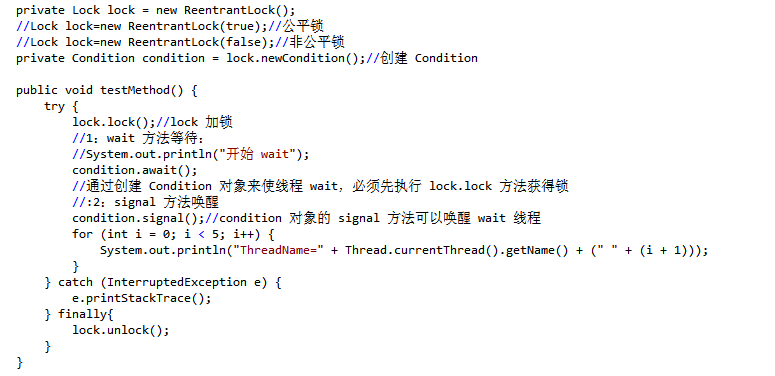 private Lock lock = new ReentrantLock();
//Lock lock=new ReentrantLock(true);//公平锁
//Lock lock=new ReentrantLock(false);//非公平锁
private Condition condition = lock.newCondition();//创建 Condition
public void testMethod() {
try {
lock.lock();//lock 加锁
//1：wait 方法等待：
//System.out.println("开始 wait");
condition.await();
//通过创建 Condition 对象来使线程 wait，必须先执行 lock.lock 方法获得锁
//:2：signal 方法唤醒
condition.signal();//condition 对象的 signal 方法可以唤醒 wait 线程
for (int i = 0; i < 5; i++) {
System.out.println("ThreadName=" + Thread.currentThread().getName() + (" " + (i + 1)));
}
} catch (InterruptedException e) {
e.printStackTrace();
} finally{
lock.unlock();
}
}